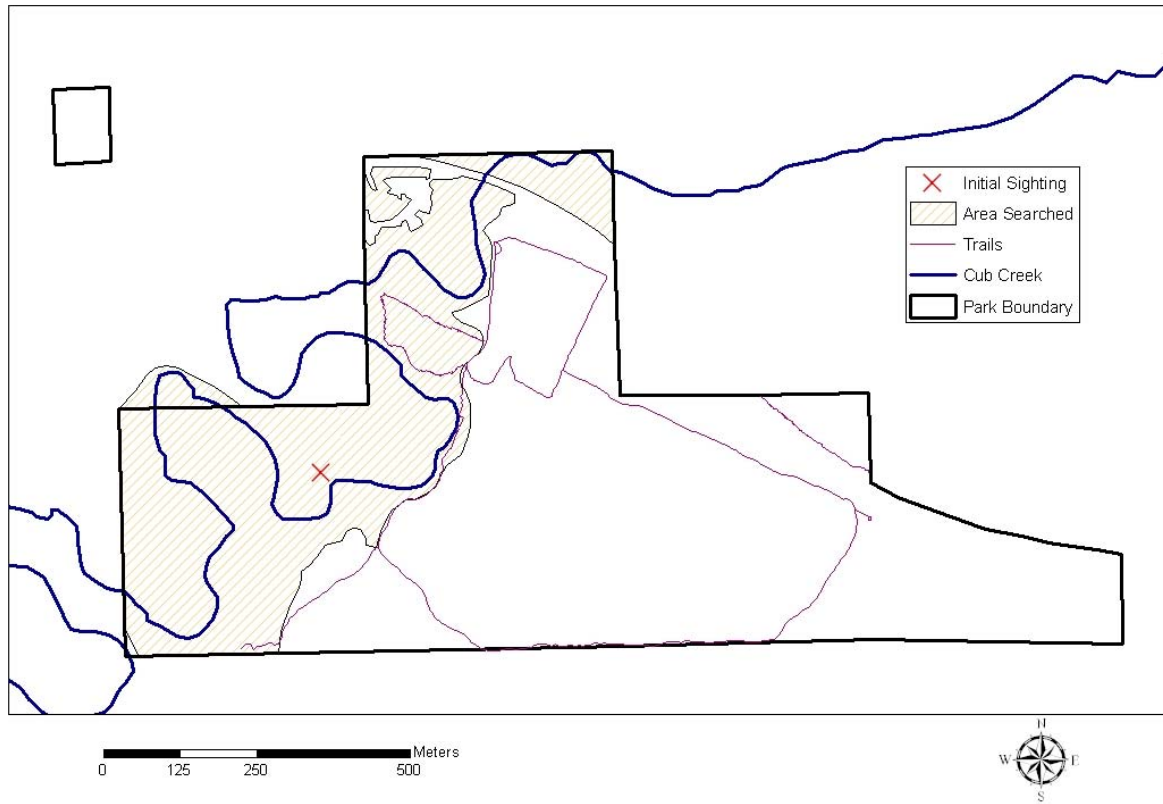 Initial Sighting
Area Searched
Trails
Cub Creek
Park Boundary
Meters
0 125 250 500
N
W E
S